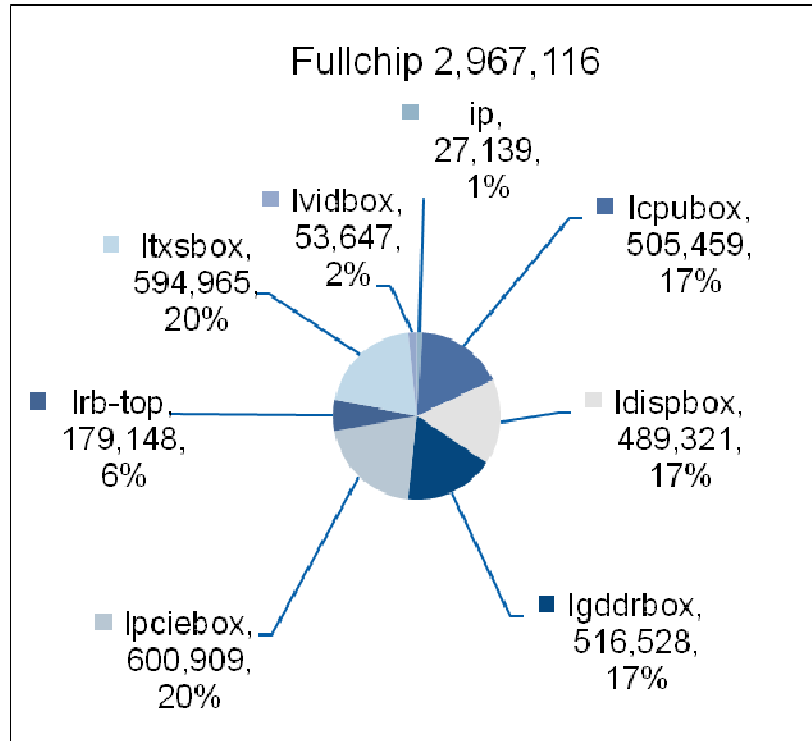 Fullchip 2,967,116
ip,
27,139,
1%
lvidbox,
53,647,
2%
lcpubox,
505,459,
17%
ltxsbox,
594,965,
20%
lrb-top,
179,148,
6%
ldispbox,
489,321,
17%
lpciebox,
600,909,
20%
lgddrbox,
516,528,
17%